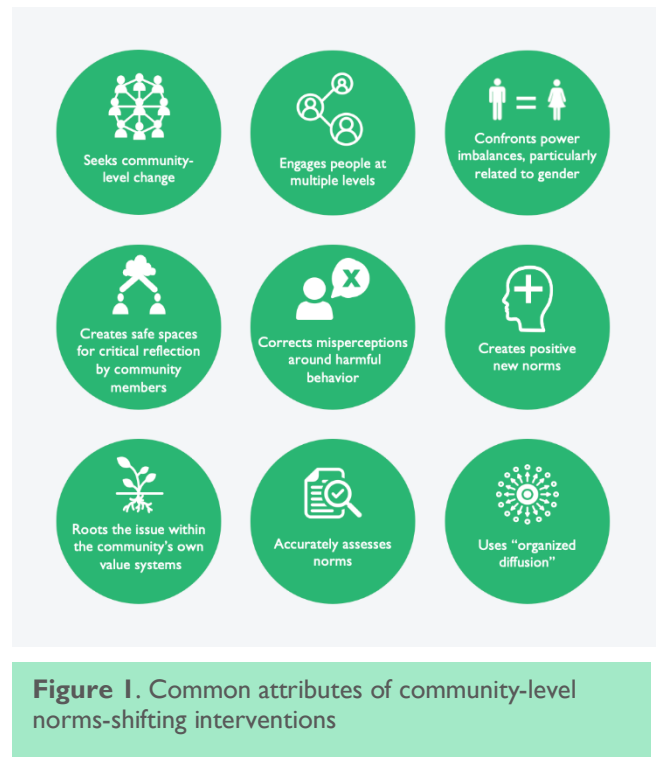 Seeks community-
level change
Engages people at
multiple levels
Confronts power
imbalances, particularly
related to gender
Creates safe spaces
for critical reflection
by community
members
X
Corrects misperceptions
around harmful
behavior
Creates positive
new norms
Roots the issue within
the community’s own
value systems
Accurately assesses
norms
Uses “organized
diffusion”
Figure 1. Common attributes of community-level
norms-shifting interventions